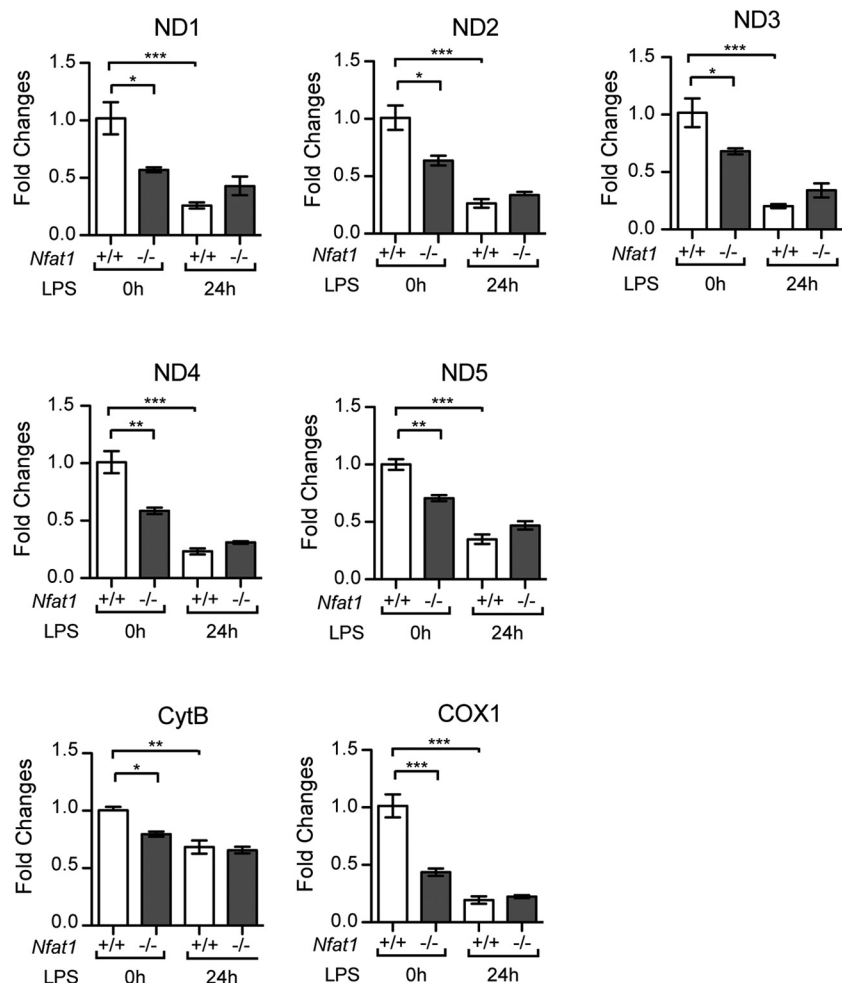 ND1
Fold Changes
1.5
1.0
0.5
0.0
***
*
Nfat1 +/+ -/- +/+ -/-
LPS 0h 24h
ND2
Fold Changes
1.5
1.0
0.5
0.0
***
*
Nfat1 +/+ -/- +/+ -/-
LPS 0h 24h
ND3
Fold Changes
1.5
1.0
0.5
0.0
***
*
Nfat1 +/+ -/- +/+ -/-
LPS 0h 24h
ND4
Fold Changes
1.5
1.0
0.5
0.0
***
**
Nfat1 +/+ -/- +/+ -/-
LPS 0h 24h
ND5
Fold Changes
1.5
1.0
0.5
0.0
***
**
Nfat1 +/+ -/- +/+ -/-
LPS 0h 24h
CytB
Fold Changes
1.5
1.0
0.5
0.0
**
*
Nfat1 +/+ -/- +/+ -/-
LPS 0h 24h
COX1
Fold Changes
1.5
1.0
0.5
0.0
***
***
Nfat1 +/+ -/- +/+ -/-
LPS 0h 24h